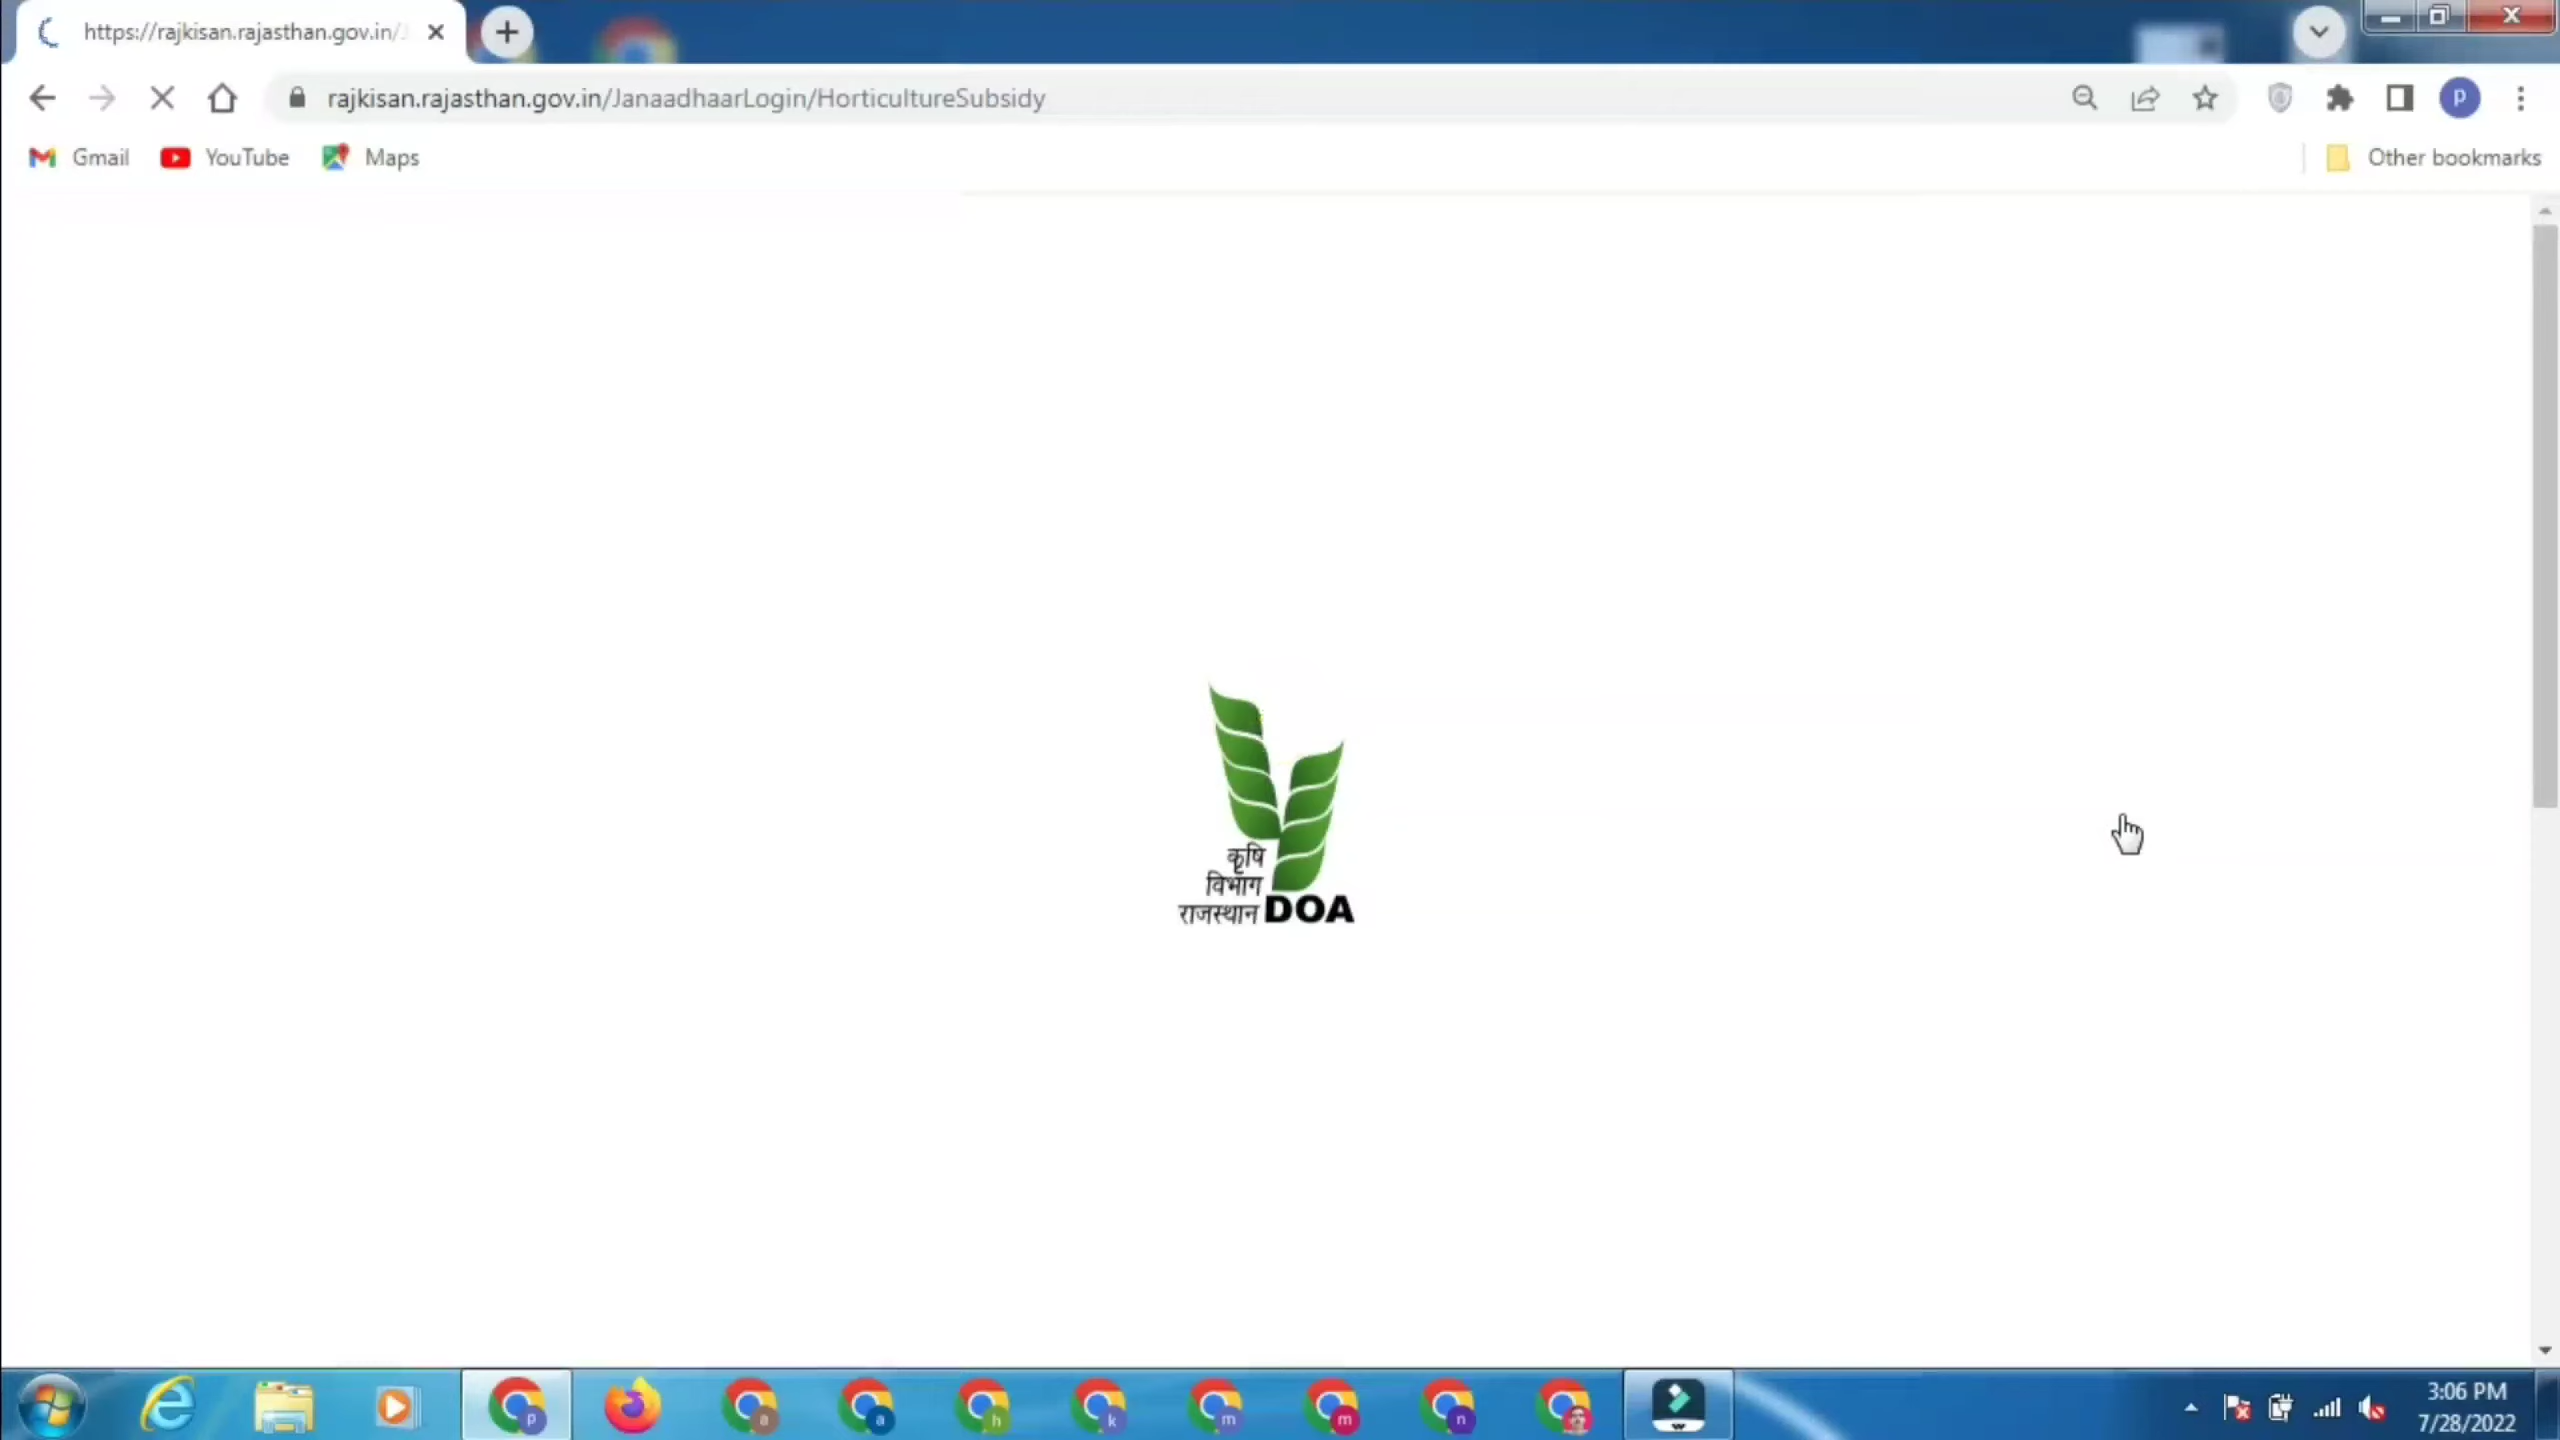 https://rajkisan.rajasthan.gov.in/J
rajkisan.rajasthan.gov.in/JanaadhaarLogin/HorticultureSubsidy
P
Gmail
YouTube
Maps
Other bookmarks
कृषि
विभाग
राजस्थान DOA
p
a
a
h
k
m
m
n
3:06 PM
7/28/2022